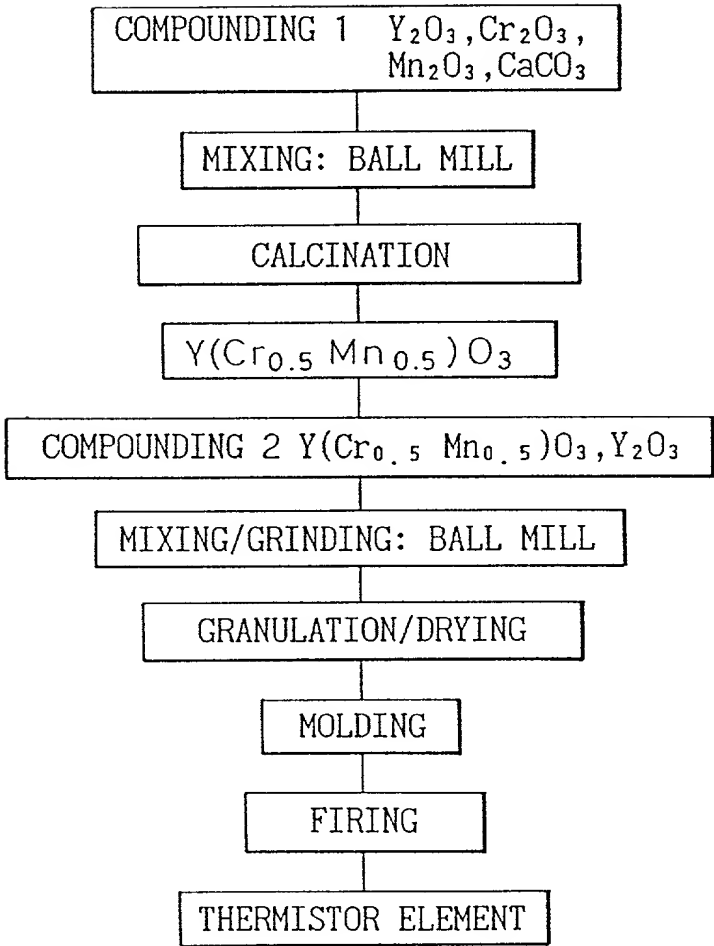 COMPOUNDING 1 Y₂O₃,Cr₂O₃,
Mn₂O₃,CaCO₃
MIXING: BALL MILL
CALCINATION
Y(Cr₀.₅ Mn₀.₅)O₃
COMPOUNDING 2 Y(Cr₀.₅ Mn₀.₅)O₃,Y₂O₃
MIXING/GRINDING: BALL MILL
GRANULATION/DRYING
MOLDING
FIRING
THERMISTOR ELEMENT